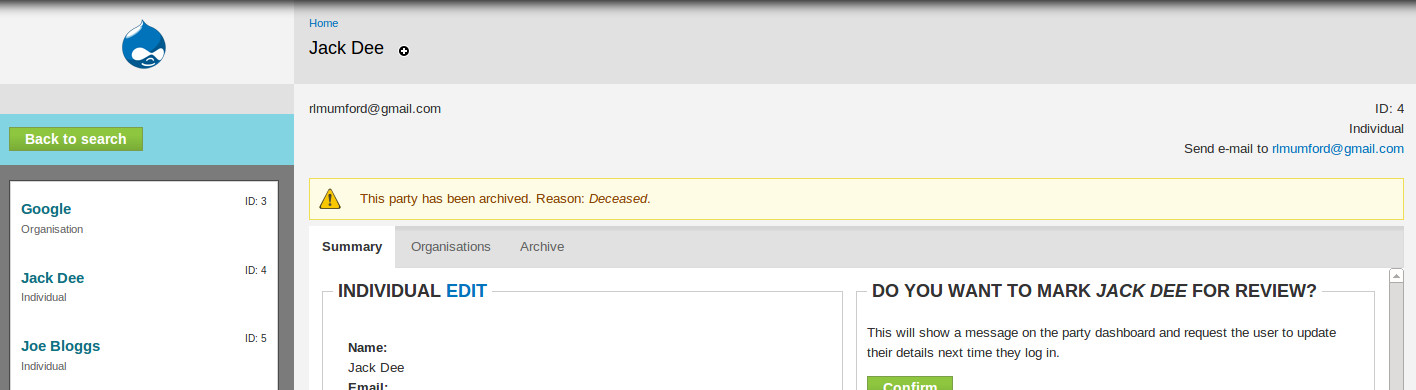 Home
Jack Dee
rlmumford@gmail.com
ID: 4
Individual
Send e-mail to rlmumford@gmail.com
Back to search
Google
ID: 3
Organisation
Jack Dee
ID: 4
Individual
Joe Bloggs
ID: 5
Individual
This party has been archived. Reason: Deceased.
Summary
Organisations
Archive
INDIVIDUAL EDIT
Name:
Jack Dee
Email:
DO YOU WANT TO MARK JACK DEE FOR REVIEW?
This will show a message on the party dashboard and request the user to update
their details next time they log in.
Confirm